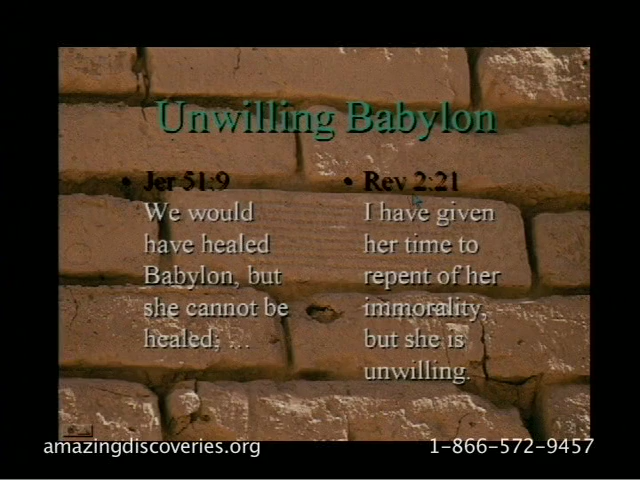 Unwilling Babylon
• Jer 51:9
We would
have healed
Babylon, but
she cannot be
healed; ...
• Rev 2:21
I have given
her time to
repent of her
immorality,
but she is
unwilling.
amazingdiscoveries.org
1-866-572-9457